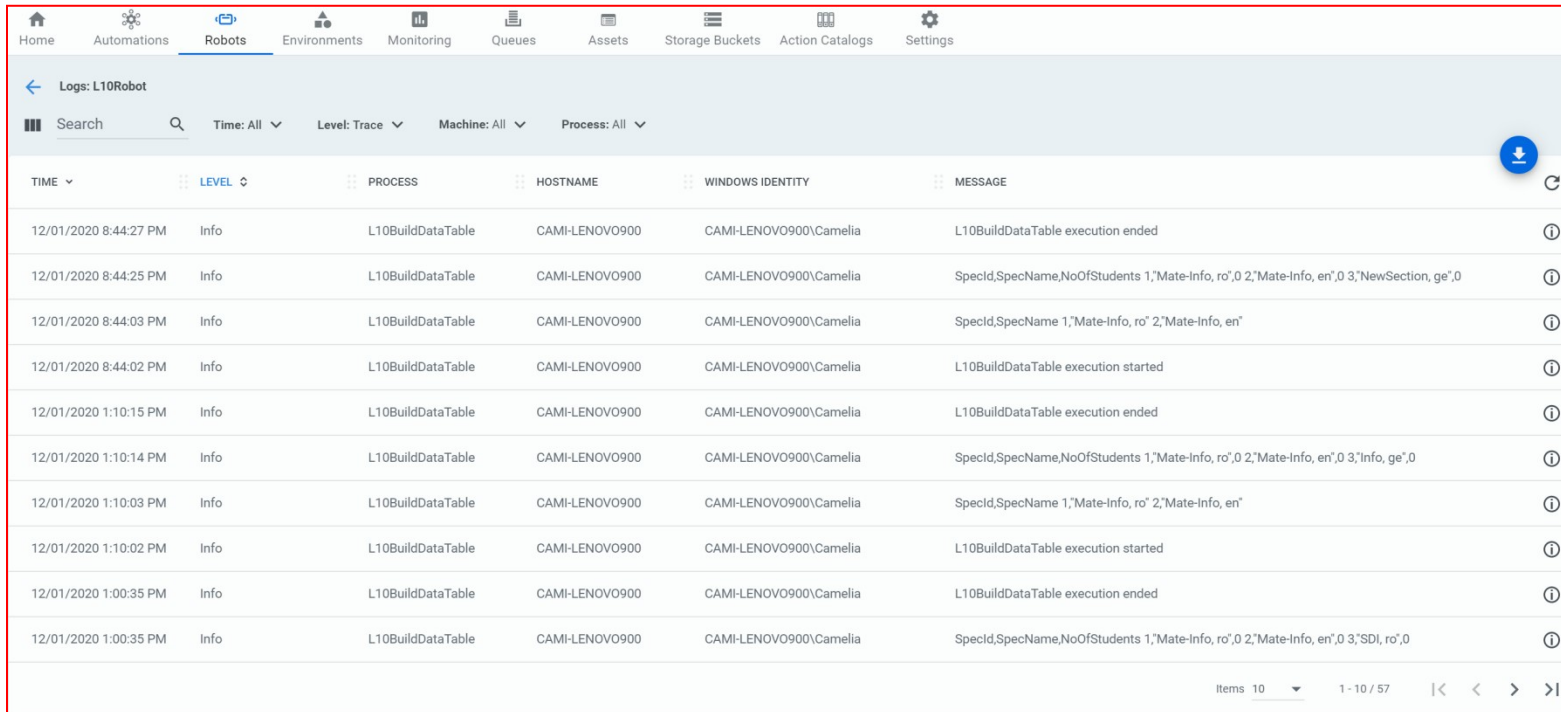 Home Automations Robots Environments Monitoring Queues Assets Storage Buckets Action Catalogs Settings
Logs: L10Robot
Search Time: All Level: Trace Machine: All Process: All
TIME LEVEL PROCESS HOSTNAME WINDOWS IDENTITY MESSAGE
12/01/2020 8:44:27 PM Info L10BuildDataTable CAMI-LENOVO900 CAMI-LENOVO900\Camelia L10BuildDataTable execution ended
12/01/2020 8:44:25 PM Info L10BuildDataTable CAMI-LENOVO900 CAMI-LENOVO900\Camelia SpecId,SpecName,NoOfStudents 1,"Mate-Info, ro",0 2,"Mate-Info, en",0 3,"NewSection, ge",0
12/01/2020 8:44:03 PM Info L10BuildDataTable CAMI-LENOVO900 CAMI-LENOVO900\Camelia SpecId,SpecName 1,"Mate-Info, ro" 2,"Mate-Info, en"
12/01/2020 8:44:02 PM Info L10BuildDataTable CAMI-LENOVO900 CAMI-LENOVO900\Camelia L10BuildDataTable execution started
12/01/2020 1:10:15 PM Info L10BuildDataTable CAMI-LENOVO900 CAMI-LENOVO900\Camelia L10BuildDataTable execution ended
12/01/2020 1:10:14 PM Info L10BuildDataTable CAMI-LENOVO900 CAMI-LENOVO900\Camelia SpecId,SpecName,NoOfStudents 1,"Mate-Info, ro",0 2,"Mate-Info, en",0 3,"Info, ge",0
12/01/2020 1:10:03 PM Info L10BuildDataTable CAMI-LENOVO900 CAMI-LENOVO900\Camelia SpecId,SpecName 1,"Mate-Info, ro" 2,"Mate-Info, en"
12/01/2020 1:10:02 PM Info L10BuildDataTable CAMI-LENOVO900 CAMI-LENOVO900\Camelia L10BuildDataTable execution started
12/01/2020 1:00:35 PM Info L10BuildDataTable CAMI-LENOVO900 CAMI-LENOVO900\Camelia L10BuildDataTable execution ended
12/01/2020 1:00:35 PM Info L10BuildDataTable CAMI-LENOVO900 CAMI-LENOVO900\Camelia SpecId,SpecName,NoOfStudents 1,"Mate-Info, ro",0 2,"Mate-Info, en",0 3,"SDI, ro",0
Items 10 1 - 10 / 57